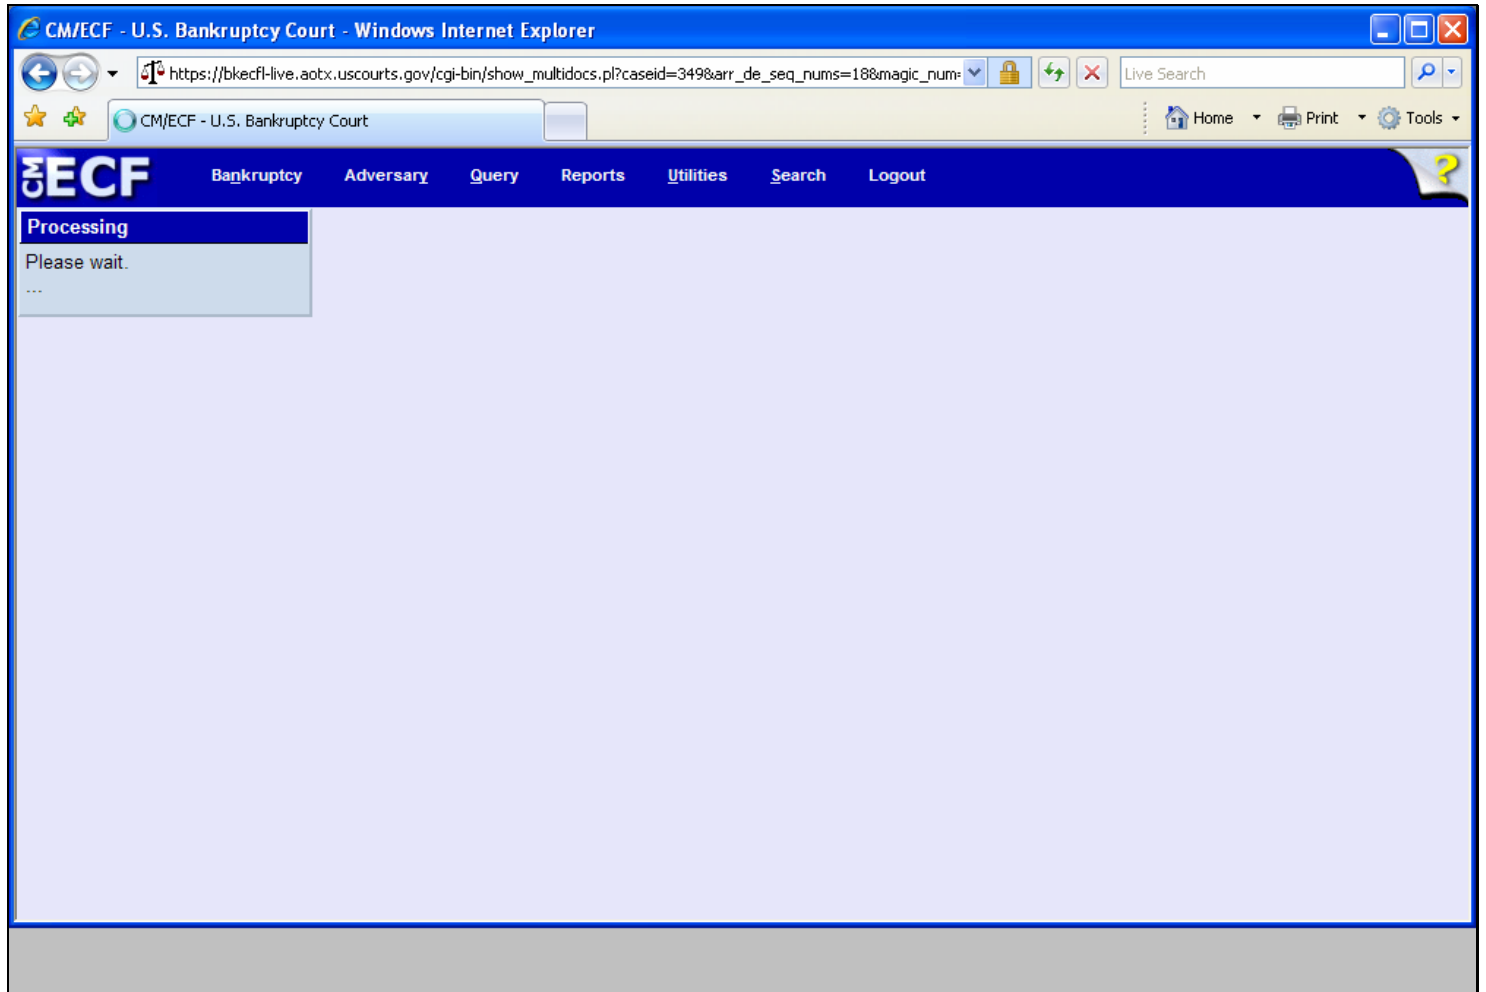 CM/ECF - U.S. Bankruptcy Court - Windows Internet Explorer
https://bkecfl-live.aotx.uscourts.gov/cgi-bin/show_multidocs.pl?caseid=349&arr_de_seq_nums=18&magic_num= Live Search
CM/ECF - U.S. Bankruptcy Court Home Print Tools
CM ECF Bankruptcy Adversary Query Reports Utilities Search Logout ?
Processing
Please wait.
...